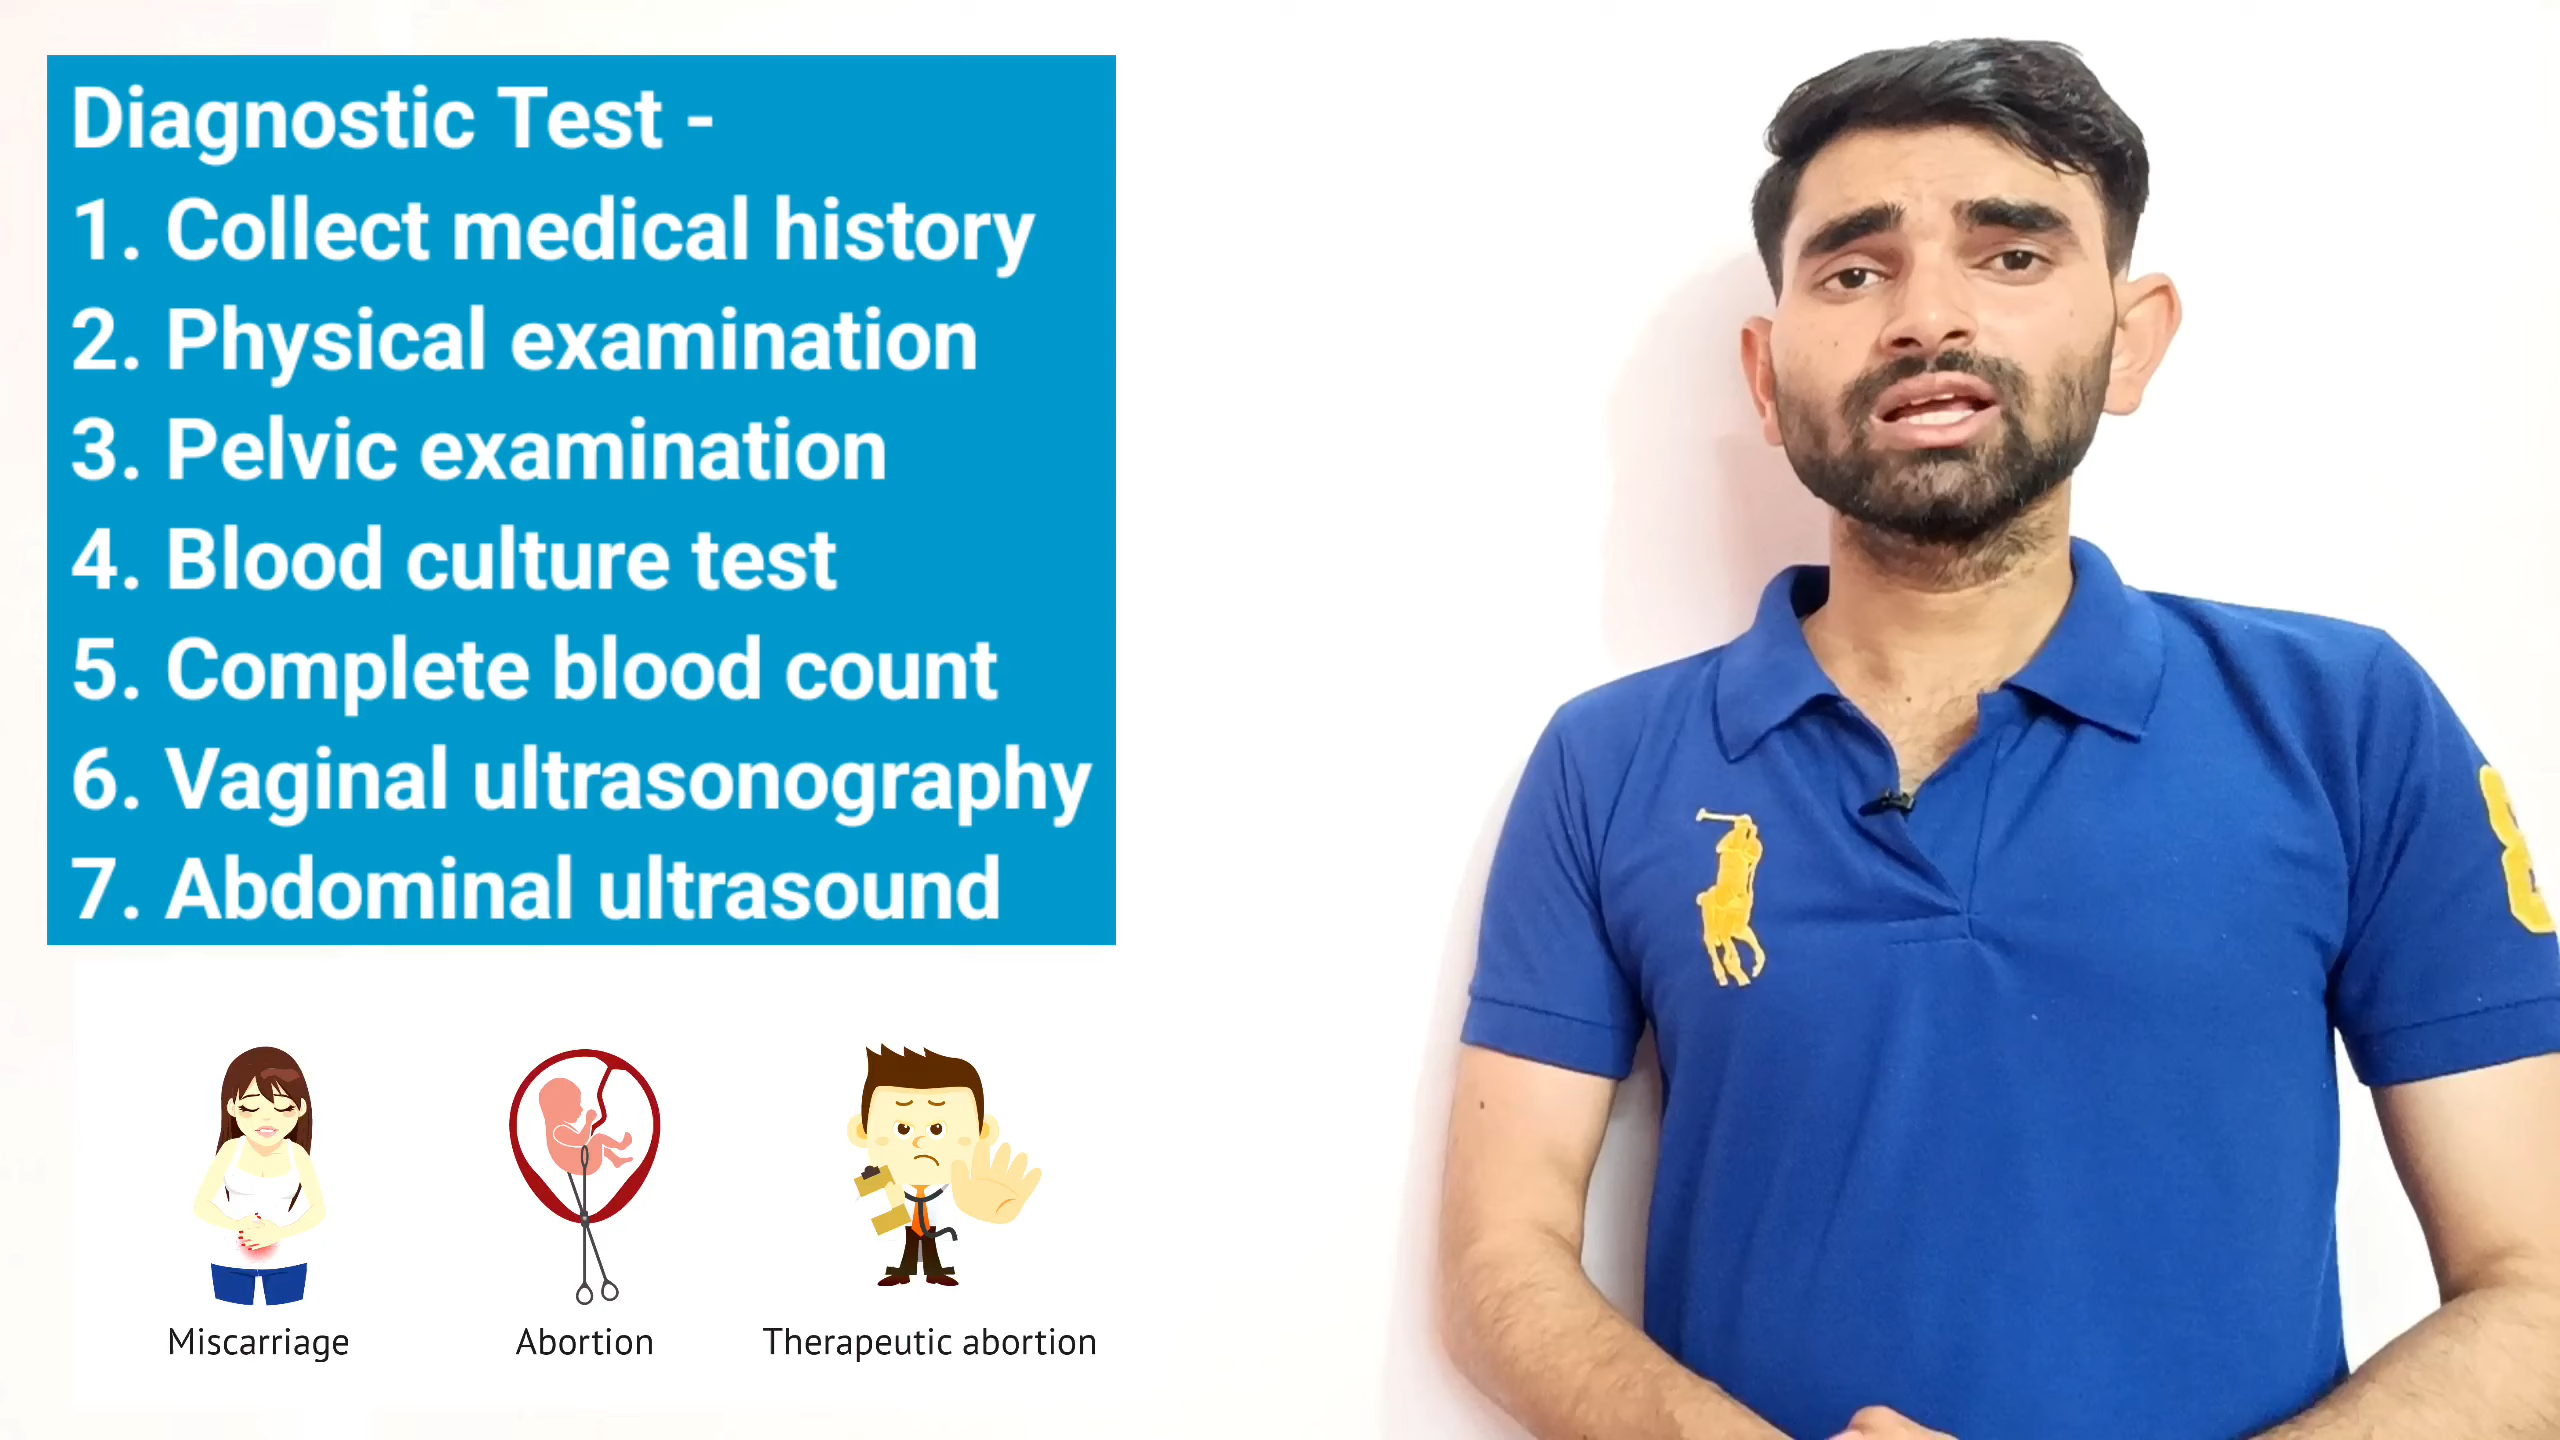 Diagnostic Test -
1. Collect medical history
2. Physical examination
3. Pelvic examination
4. Blood culture test
5. Complete blood count
6. Vaginal ultrasonography
7. Abdominal ultrasound
Miscarriage
Abortion
Therapeutic abortion